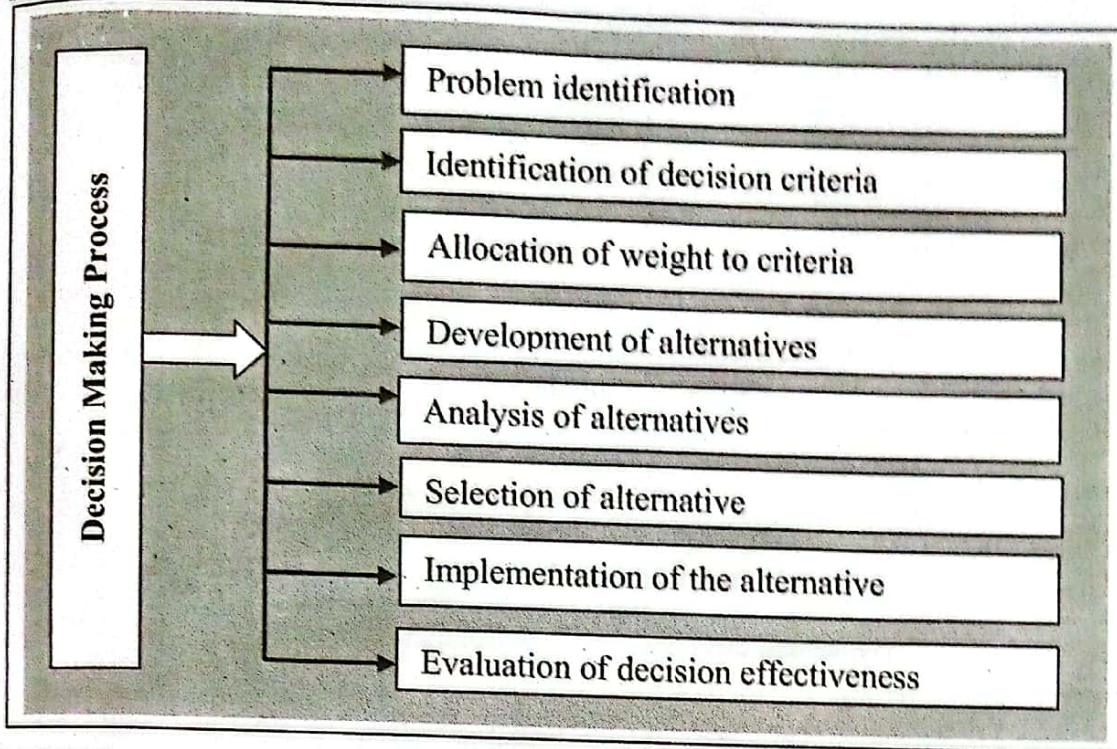 Decision Making Process
Problem identification
Identification of decision criteria
Allocation of weight to criteria
Development of alternatives
Analysis of alternatives
Selection of alternative
Implementation of the alternative
Evaluation of decision effectiveness